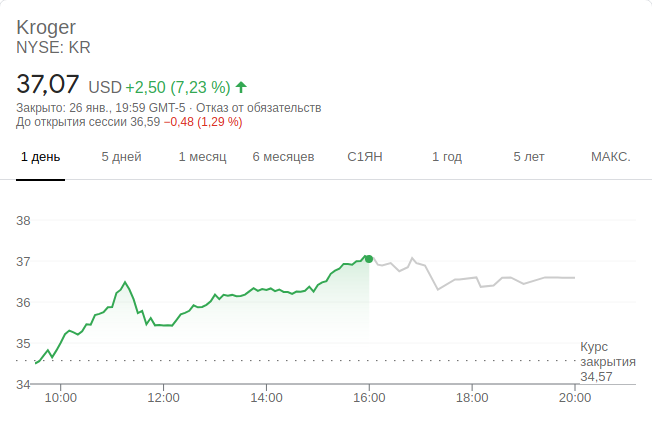 Kroger
NYSE: KR
37,07 USD +2,50 (7,23 %)
Закрыто: 26 янв., 19:59 GMT-5 · Отказ от обязательств
До открытия сессии 36,59 −0,48 (1,29 %)
1 день 5 дней 1 месяц 6 месяцев С1ЯН 1 год 5 лет МАКС.
38
37
36
35
34
Курс
закрытия
34,57
10:00 12:00 14:00 16:00 18:00 20:00